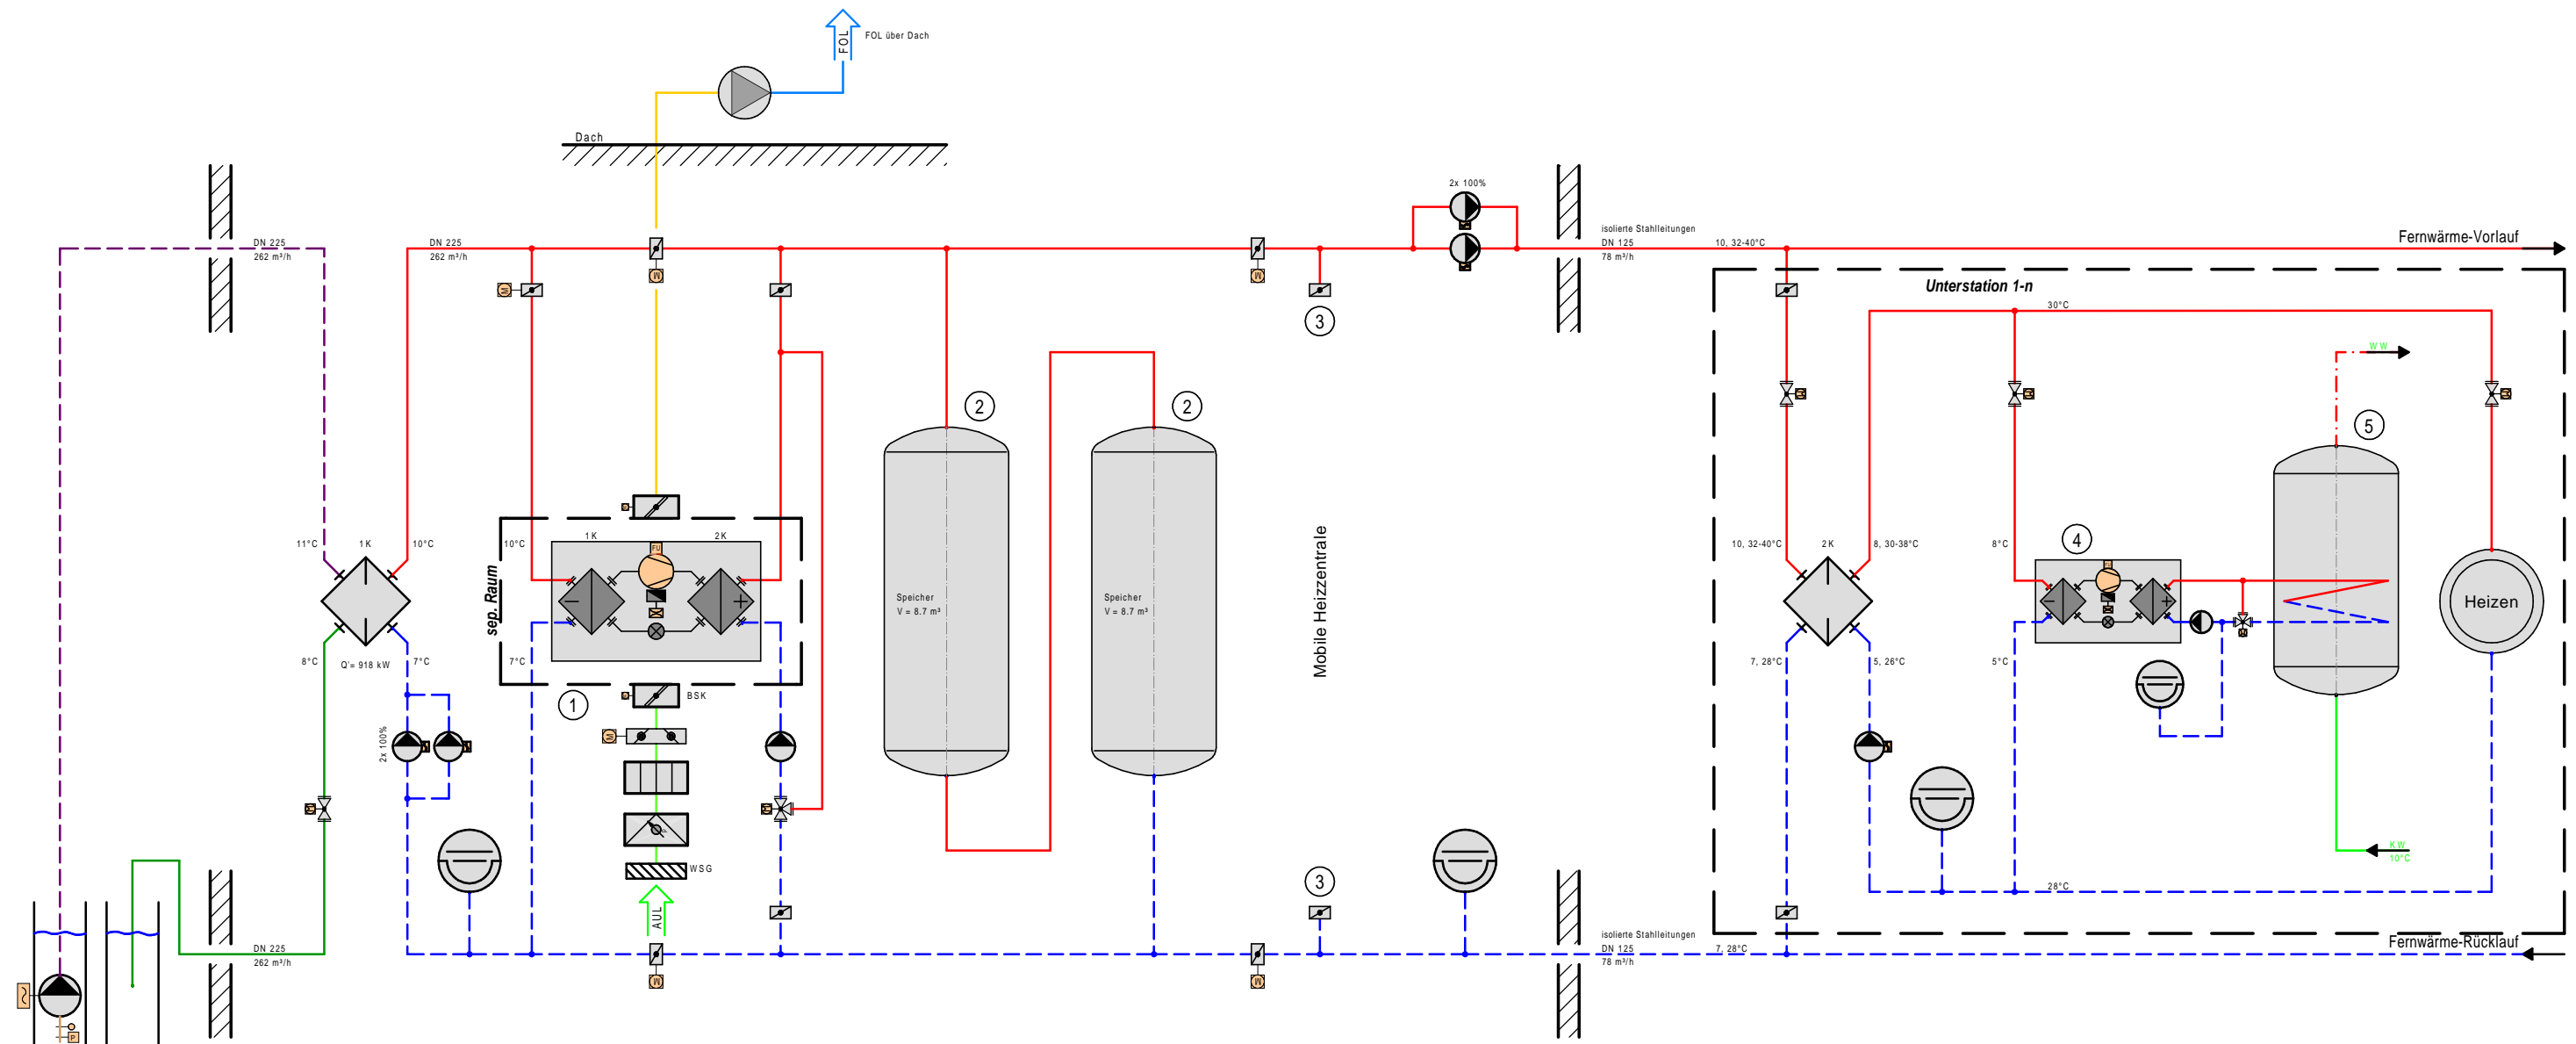 FOL
FOL über Dach
Dach
2x 100%
DN 225
262 m³/h
DN 225
262 m³/h
M
M
M
isolierte Stahlleitungen
DN 125
78 m³/h
10, 32-40°C
Fernwärme-Vorlauf
Unterstation 1-n
30°C
3
WW
2
2
5
11°C
1K
10°C
10°C
1K
2K
FU
sep. Raum
Q'= 918 kW
8°C
7°C
7°C
1
BSK
M
WSG
AUL
2x 100%
Speicher
V = 8.7 m³
Speicher
V = 8.7 m³
Mobile Heizzentrale
10, 32-40°C
2K
8, 30-38°C
8°C
4
Heizen
7, 28°C
5, 26°C
5°C
KW
10°C
28°C
3
DN 225
262 m³/h
M
M
isolierte Stahlleitungen
DN 125
78 m³/h
7, 28°C
Fernwärme-Rücklauf
P